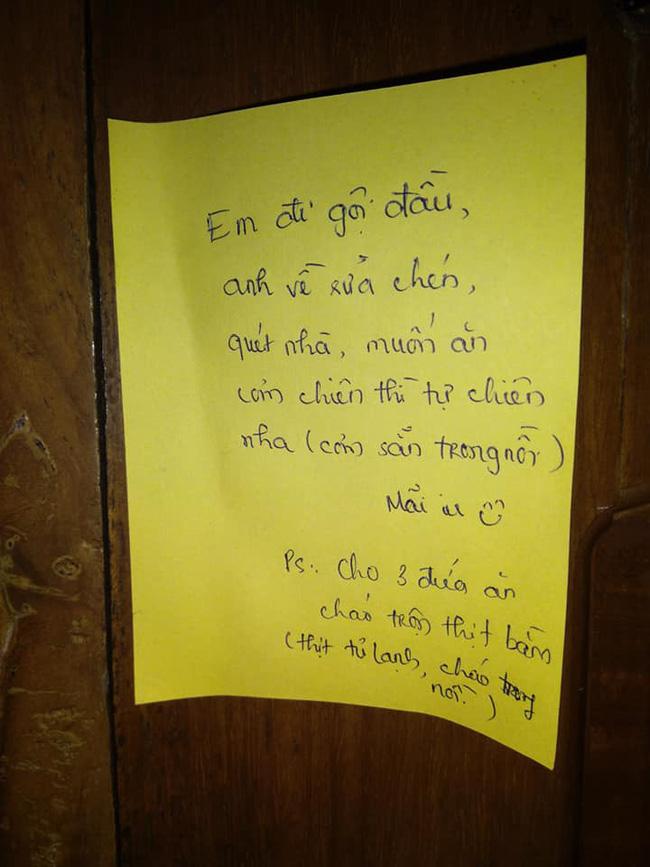 Em đi gội đầu,
anh về rửa chén,
quét nhà, muốn ăn
cơm chiên thì tự chiên
nha (cơm sẵn trong nồi)
Mãi iu
Ps: Cho 3 đứa ăn
cháo trộn thịt bằm
(thịt tủ lạnh, cháo trong
nồi.)